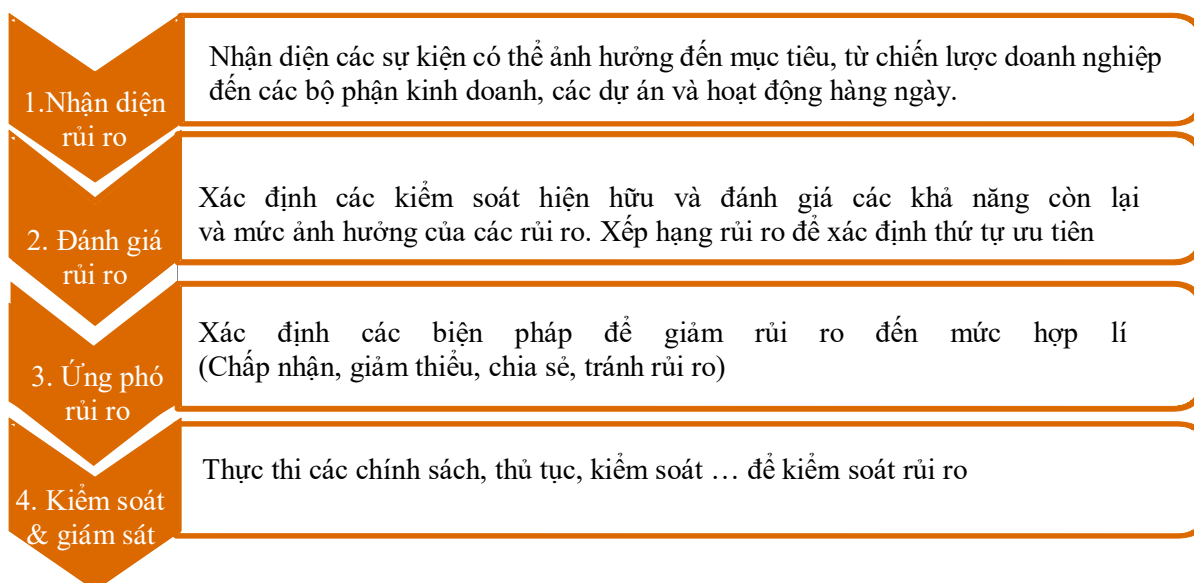 1.Nhận diện
rủi ro
Nhận diện các sự kiện có thể ảnh hưởng đến mục tiêu, từ chiến lược doanh nghiệp
đến các bộ phận kinh doanh, các dự án và hoạt động hàng ngày.
2. Đánh giá
rủi ro
Xác định các kiểm soát hiện hữu và đánh giá các khả năng còn lại
và mức ảnh hưởng của các rủi ro. Xếp hạng rủi ro để xác định thứ tự ưu tiên
3. Ứng phó
rủi ro
Xác định các biện pháp để giảm rủi ro đến mức hợp lí
(Chấp nhận, giảm thiểu, chia sẻ, tránh rủi ro)
4. Kiểm soát
& giám sát
Thực thi các chính sách, thủ tục, kiểm soát … để kiểm soát rủi ro